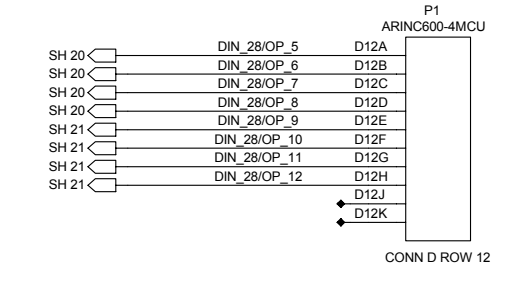 P1
ARINC600-4MCU
SH 20 DIN_28/OP_5 D12A
SH 20 DIN_28/OP_6 D12B
SH 20 DIN_28/OP_7 D12C
SH 20 DIN_28/OP_8 D12D
SH 21 DIN_28/OP_9 D12E
SH 21 DIN_28/OP_10 D12F
SH 21 DIN_28/OP_11 D12G
SH 21 DIN_28/OP_12 D12H
D12J
D12K
CONN D ROW 12